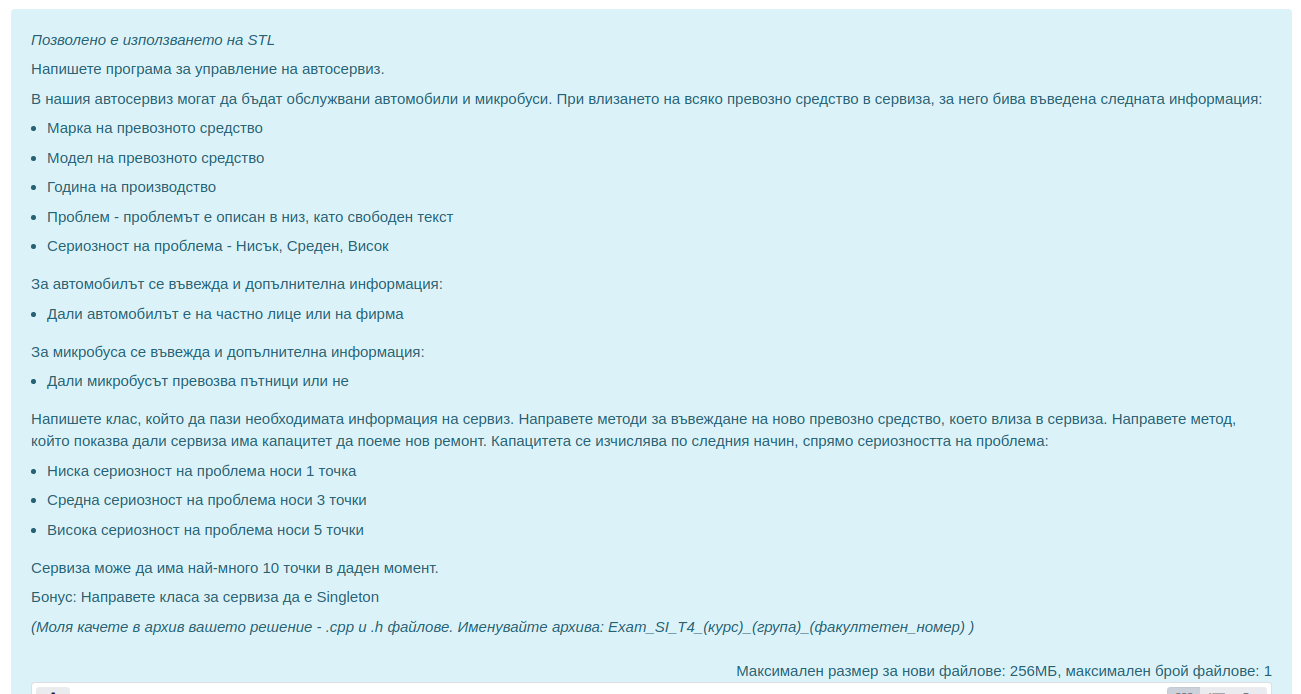 Позволено е използването на STL
Напишете програма за управление на автосервиз.
В нашия автосервиз могат да бъдат обслужвани автомобили и микробуси. При влизането на всяко превозно средство в сервиза, за него бива въведена следната информация:
Марка на превозното средство
Модел на превозното средство
Година на производство
Проблем - проблемът е описан в низ, като свободен текст
Сериозност на проблема - Нисък, Среден, Висок
За автомобилът се въвежда и допълнителна информация:
Дали автомобилът е на частно лице или на фирма
За микробуса се въвежда и допълнителна информация:
Дали микробусът превозва пътници или не
Напишете клас, който да пази необходимата информация на сервиз. Направете методи за въвеждане на ново превозно средство, което влиза в сервиза. Направете метод,
който показва дали сервиза има капацитет да поеме нов ремонт. Капацитета се изчислява по следния начин, спрямо сериозността на проблема:
Ниска сериозност на проблема носи 1 точка
Средна сериозност на проблема носи 3 точки
Висока сериозност на проблема носи 5 точки
Сервиза може да има най-много 10 точки в даден момент.
Бонус: Направете класа за сервиза да е Singleton
(Моля качете в архив вашето решение - .cpp и .h файлове. Именувайте архива: Exam_SI_T4_(курс)_(група)_(факултетен_номер) )
Максимален размер за нови файлове: 256МБ, максимален брой файлове: 1